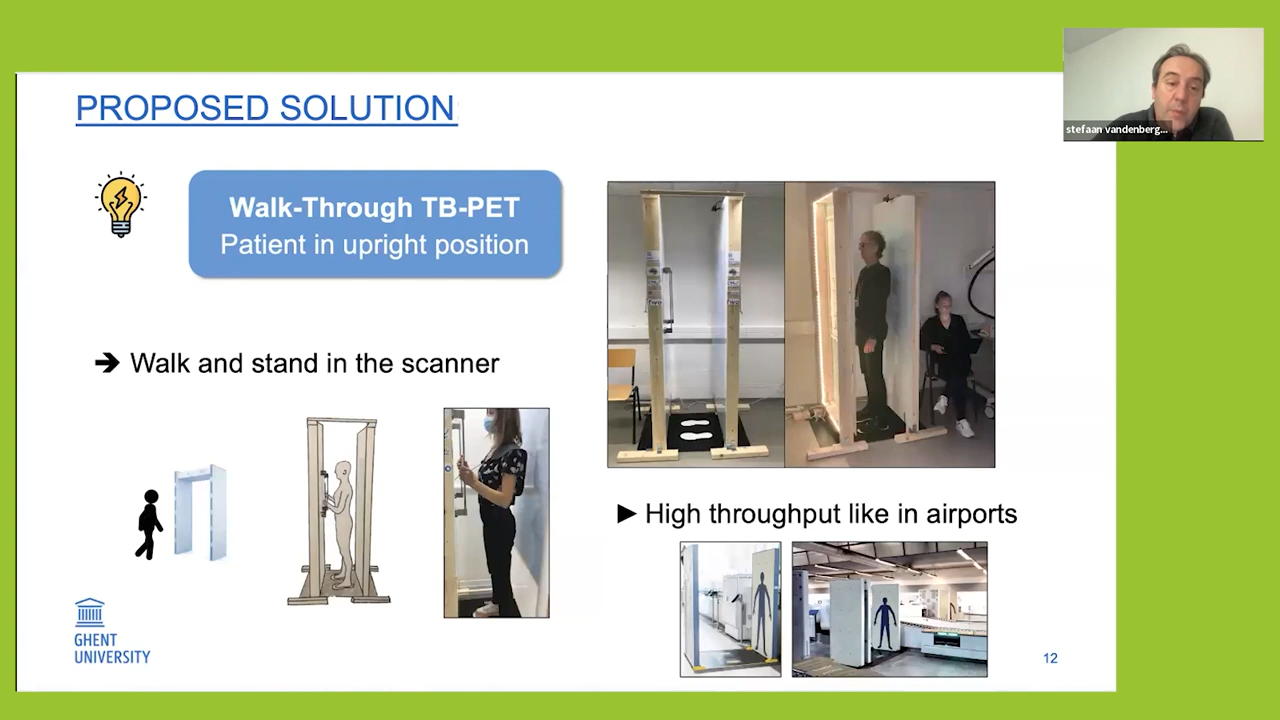 PROPOSED SOLUTION
stefaan vandenberg...
Walk-Through TB-PET
Patient in upright position
➔ Walk and stand in the scanner
► High throughput like in airports
GHENT
UNIVERSITY
12